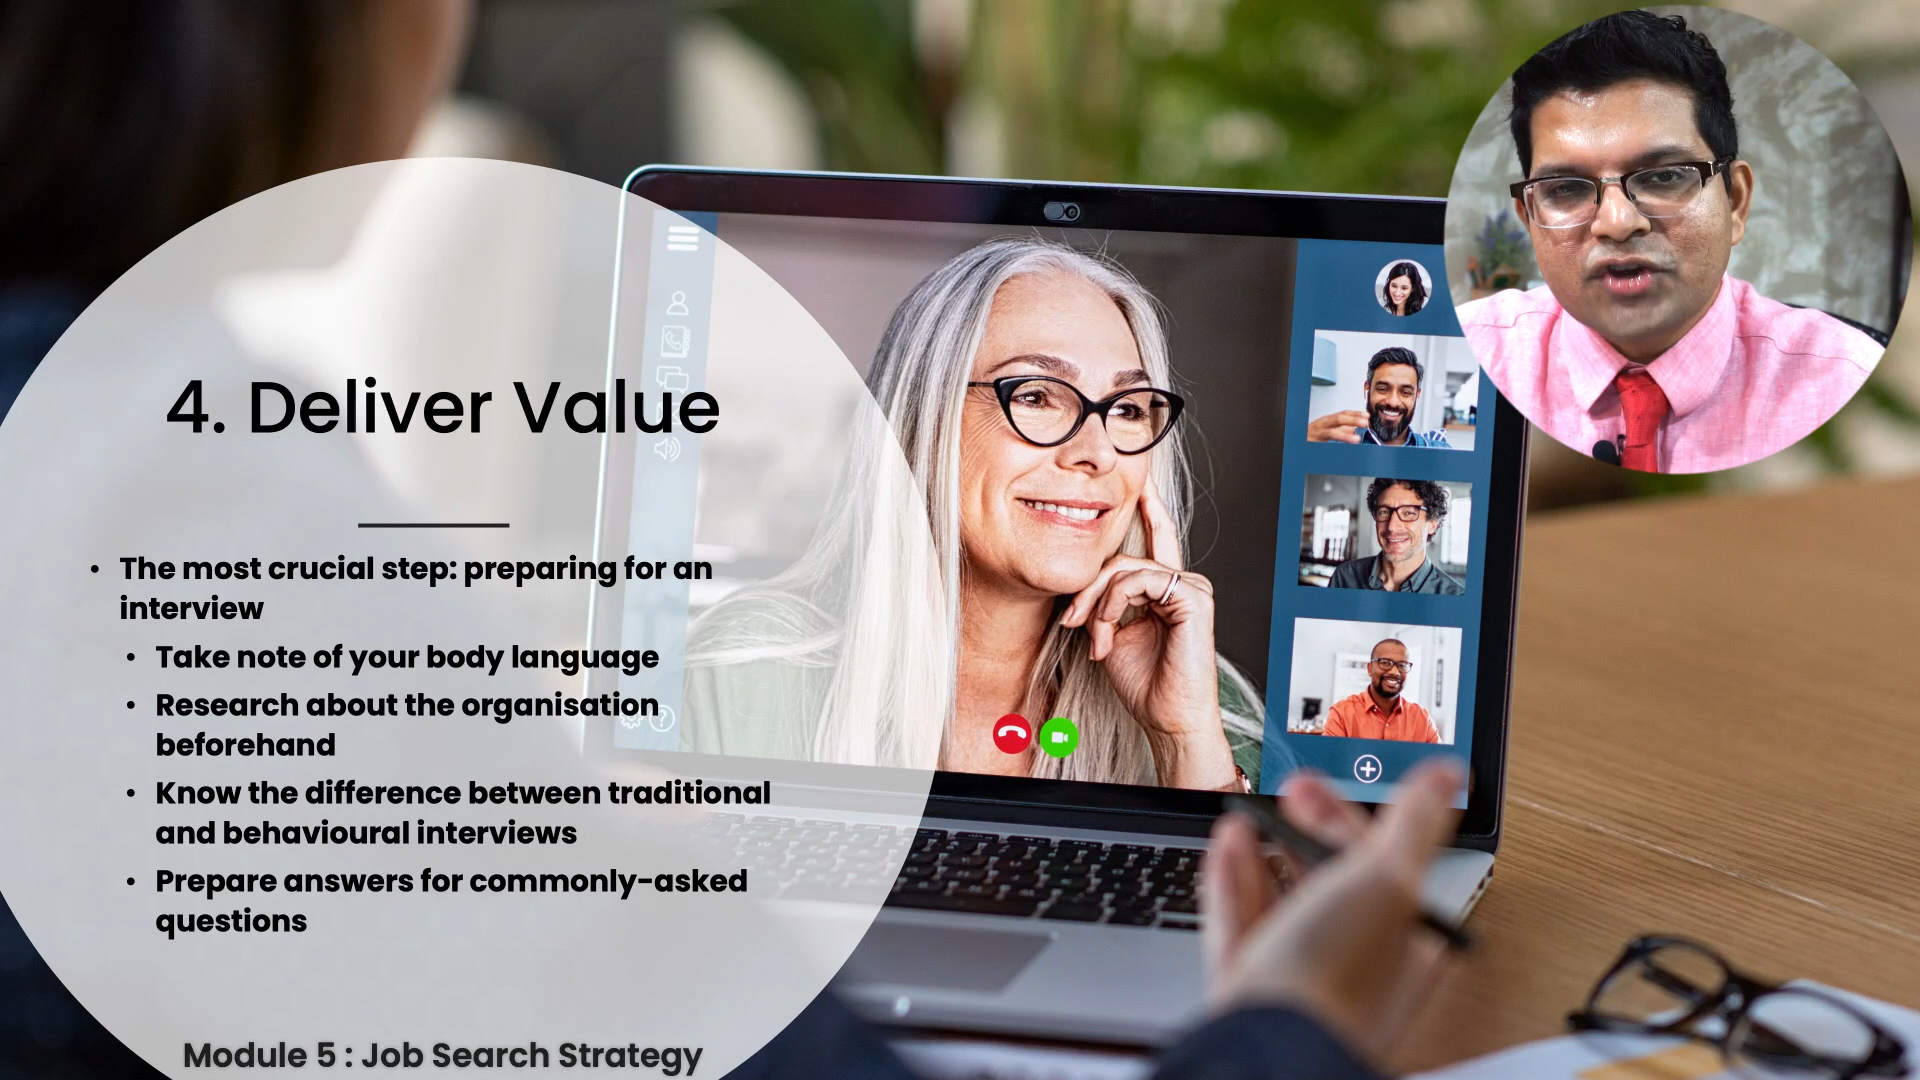 4. Deliver Value
• The most crucial step: preparing for an
interview
• Take note of your body language
• Research about the organisation
beforehand
• Know the difference between traditional
and behavioural interviews
• Prepare answers for commonly-asked
questions
Module 5 : Job Search Strategy